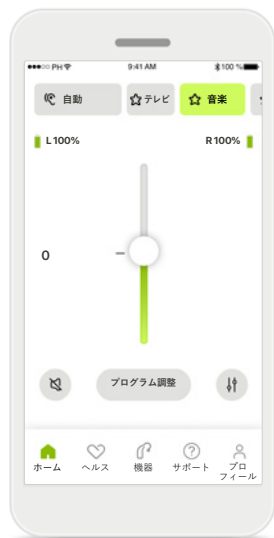 PH
9:41 AM
100 %
自動
テレビ
音楽
L 100%
R 100%
0
プログラム調整
ホーム
ヘルス
機器
サポート
プロ
フィール